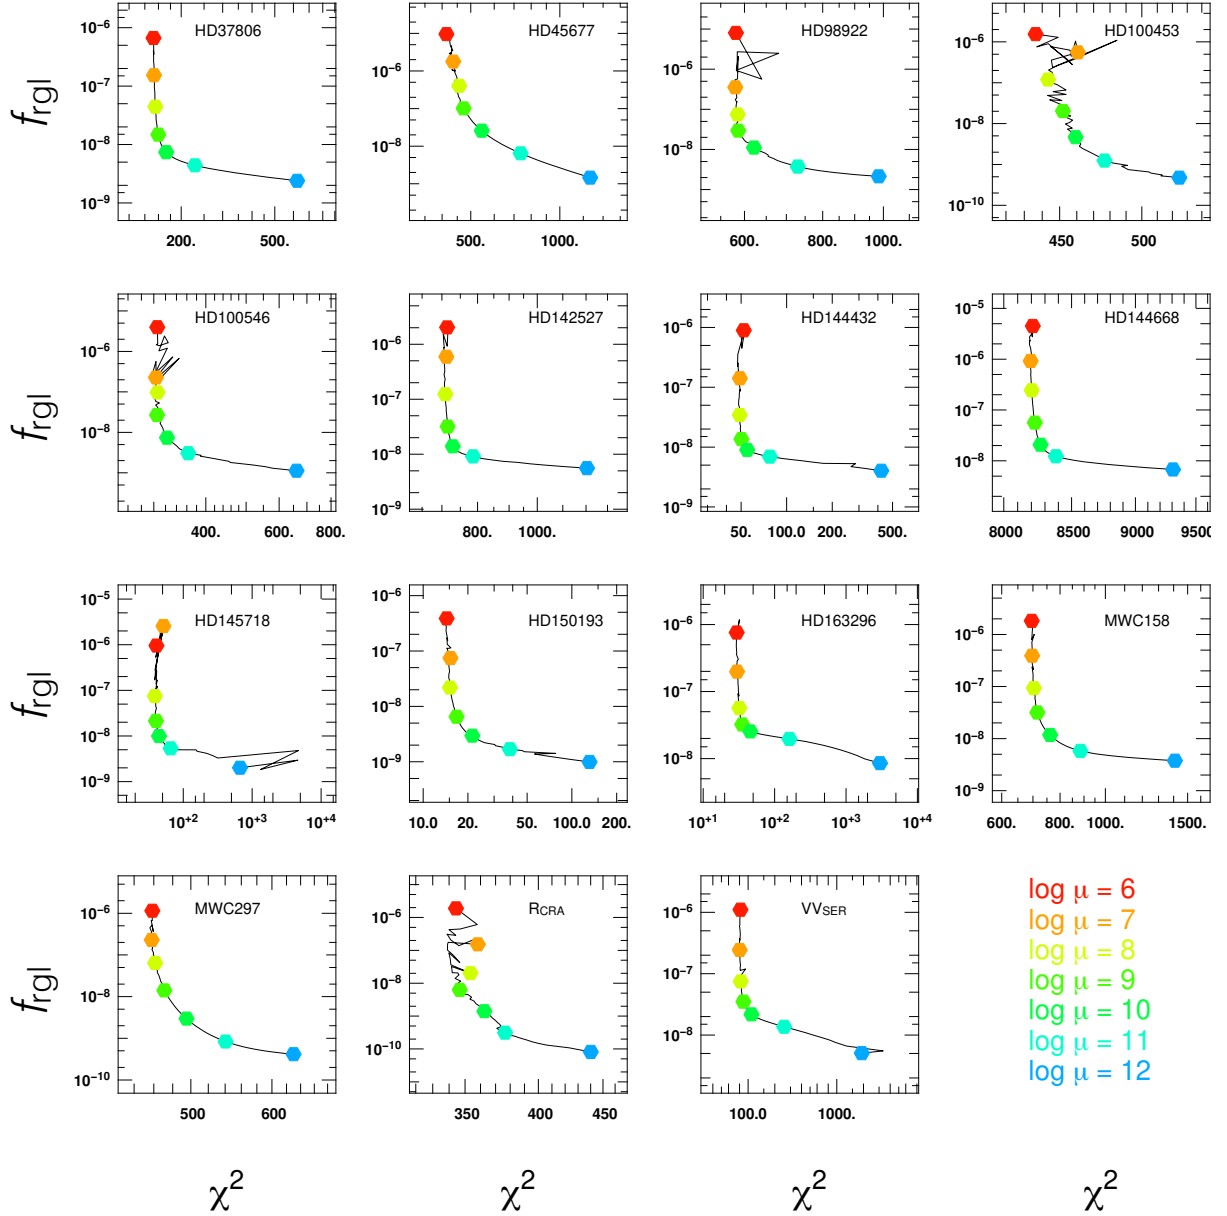 HD37806
HD45677
HD98922
HD100453
10⁻⁶
10⁻⁷
10⁻⁸
10⁻⁹
f_rgl
200. 500.
10⁻⁶
10⁻⁸
500. 1000.
10⁻⁶
10⁻⁷
10⁻⁸
10⁻⁹
600. 800. 1000.
10⁻⁶
10⁻⁸
10⁻¹⁰
450 500
HD100546
HD142527
HD144432
HD144668
10⁻⁶
10⁻⁸
f_rgl
400. 600. 800.
10⁻⁶
10⁻⁷
10⁻⁸
10⁻⁹
800. 1000.
10⁻⁶
10⁻⁷
10⁻⁸
10⁻⁹
50. 100.0 200. 500.
10⁻⁵
10⁻⁶
10⁻⁷
10⁻⁸
8000 8500 9000 9500
HD145718
HD150193
HD163296
MWC158
10⁻⁵
10⁻⁶
10⁻⁷
10⁻⁸
10⁻⁹
f_rgl
10⁺² 10⁺³ 10⁺⁴
10⁻⁶
10⁻⁷
10⁻⁸
10⁻⁹
10.0 20. 50. 100.0 200.
10⁻⁶
10⁻⁷
10⁻⁸
10⁺¹ 10⁺² 10⁺³ 10⁺⁴
10⁻⁶
10⁻⁷
10⁻⁸
10⁻⁹
600. 800. 1000. 1500.
MWC297
RCRA
VVSER
10⁻⁶
10⁻⁸
10⁻¹⁰
f_rgl
500 600
10⁻⁶
10⁻⁸
10⁻¹⁰
350 400 450
10⁻⁶
10⁻⁷
10⁻⁸
100.0 1000.
log μ = 6
log μ = 7
log μ = 8
log μ = 9
log μ = 10
log μ = 11
log μ = 12
χ² χ² χ² χ²